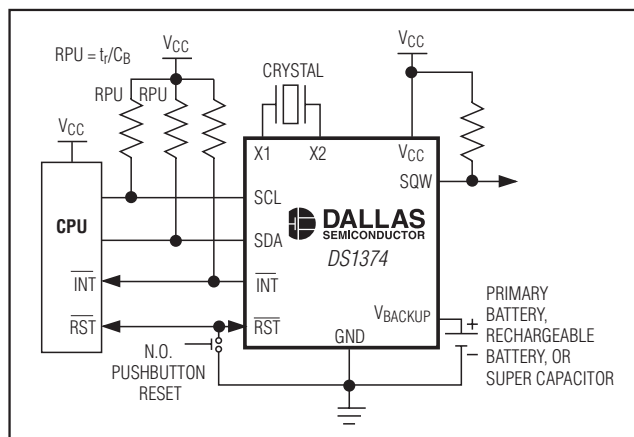 RPU = tr/CB
VCC
VCC
CRYSTAL
RPU
RPU
VCC
X1
X2
VCC
CPU
SCL
SQW
DALLAS
SEMICONDUCTOR
SDA
DS1374
INT
INT
VBACKUP
PRIMARY
BATTERY,
RECHARGEABLE
BATTERY, OR
SUPER CAPACITOR
+
−
RST
RST
GND
N.O.
PUSHBUTTON
RESET